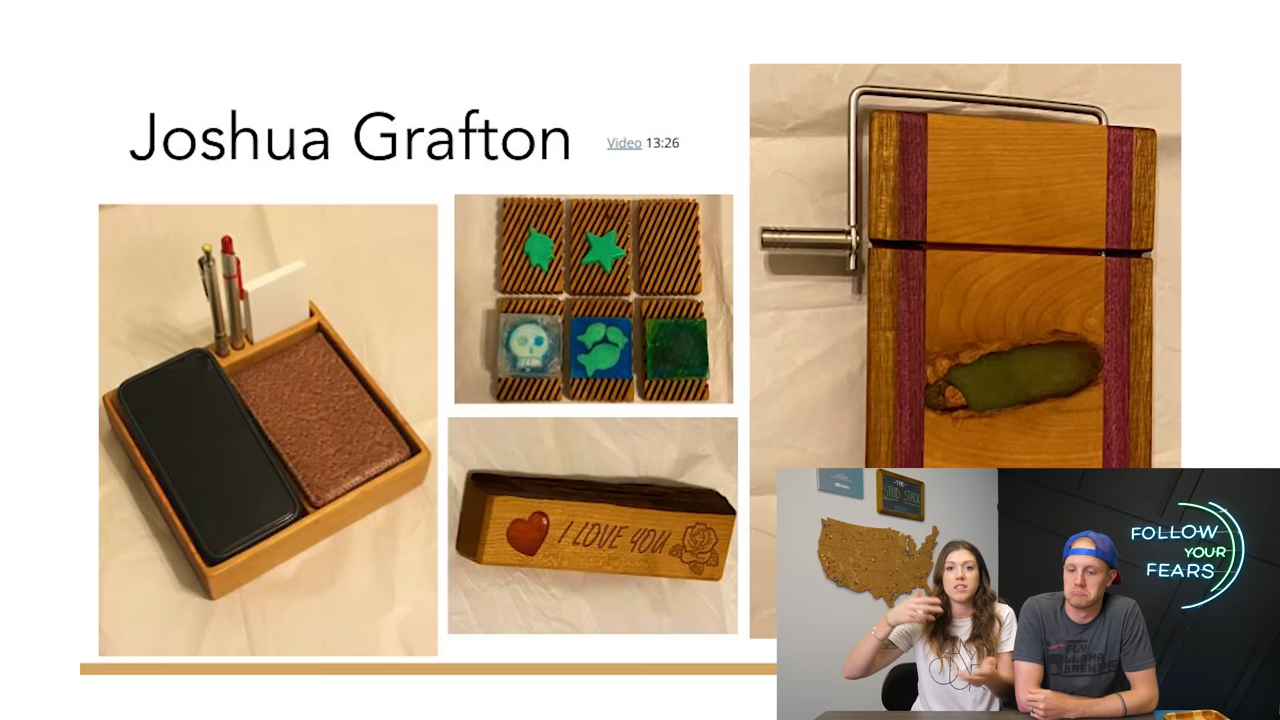 Joshua Grafton
Video 13:26
I LOVE YOU
THE
STUD STACK
FOLLOW
YOUR
FEARS